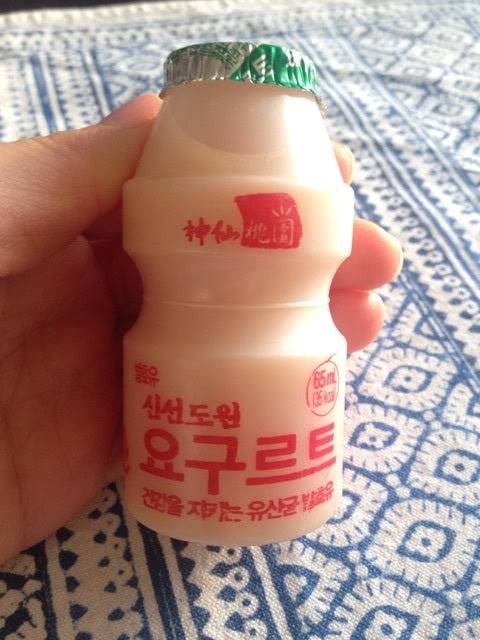 神仙桃園
발효유
65mL
(35 kcal)
신선도원
요구르트
건강을 지키는 유산균 발효유